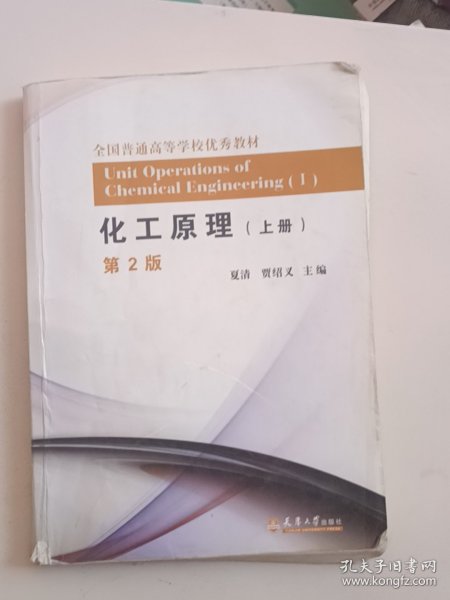 全国普通高等学校优秀教材
Unit Operations of
Chemical Engineering（Ⅰ）
化工原理（上册）
第2版
夏清 贾绍义 主编
天津大学出版社
孔夫子旧书网
www.kongfz.com